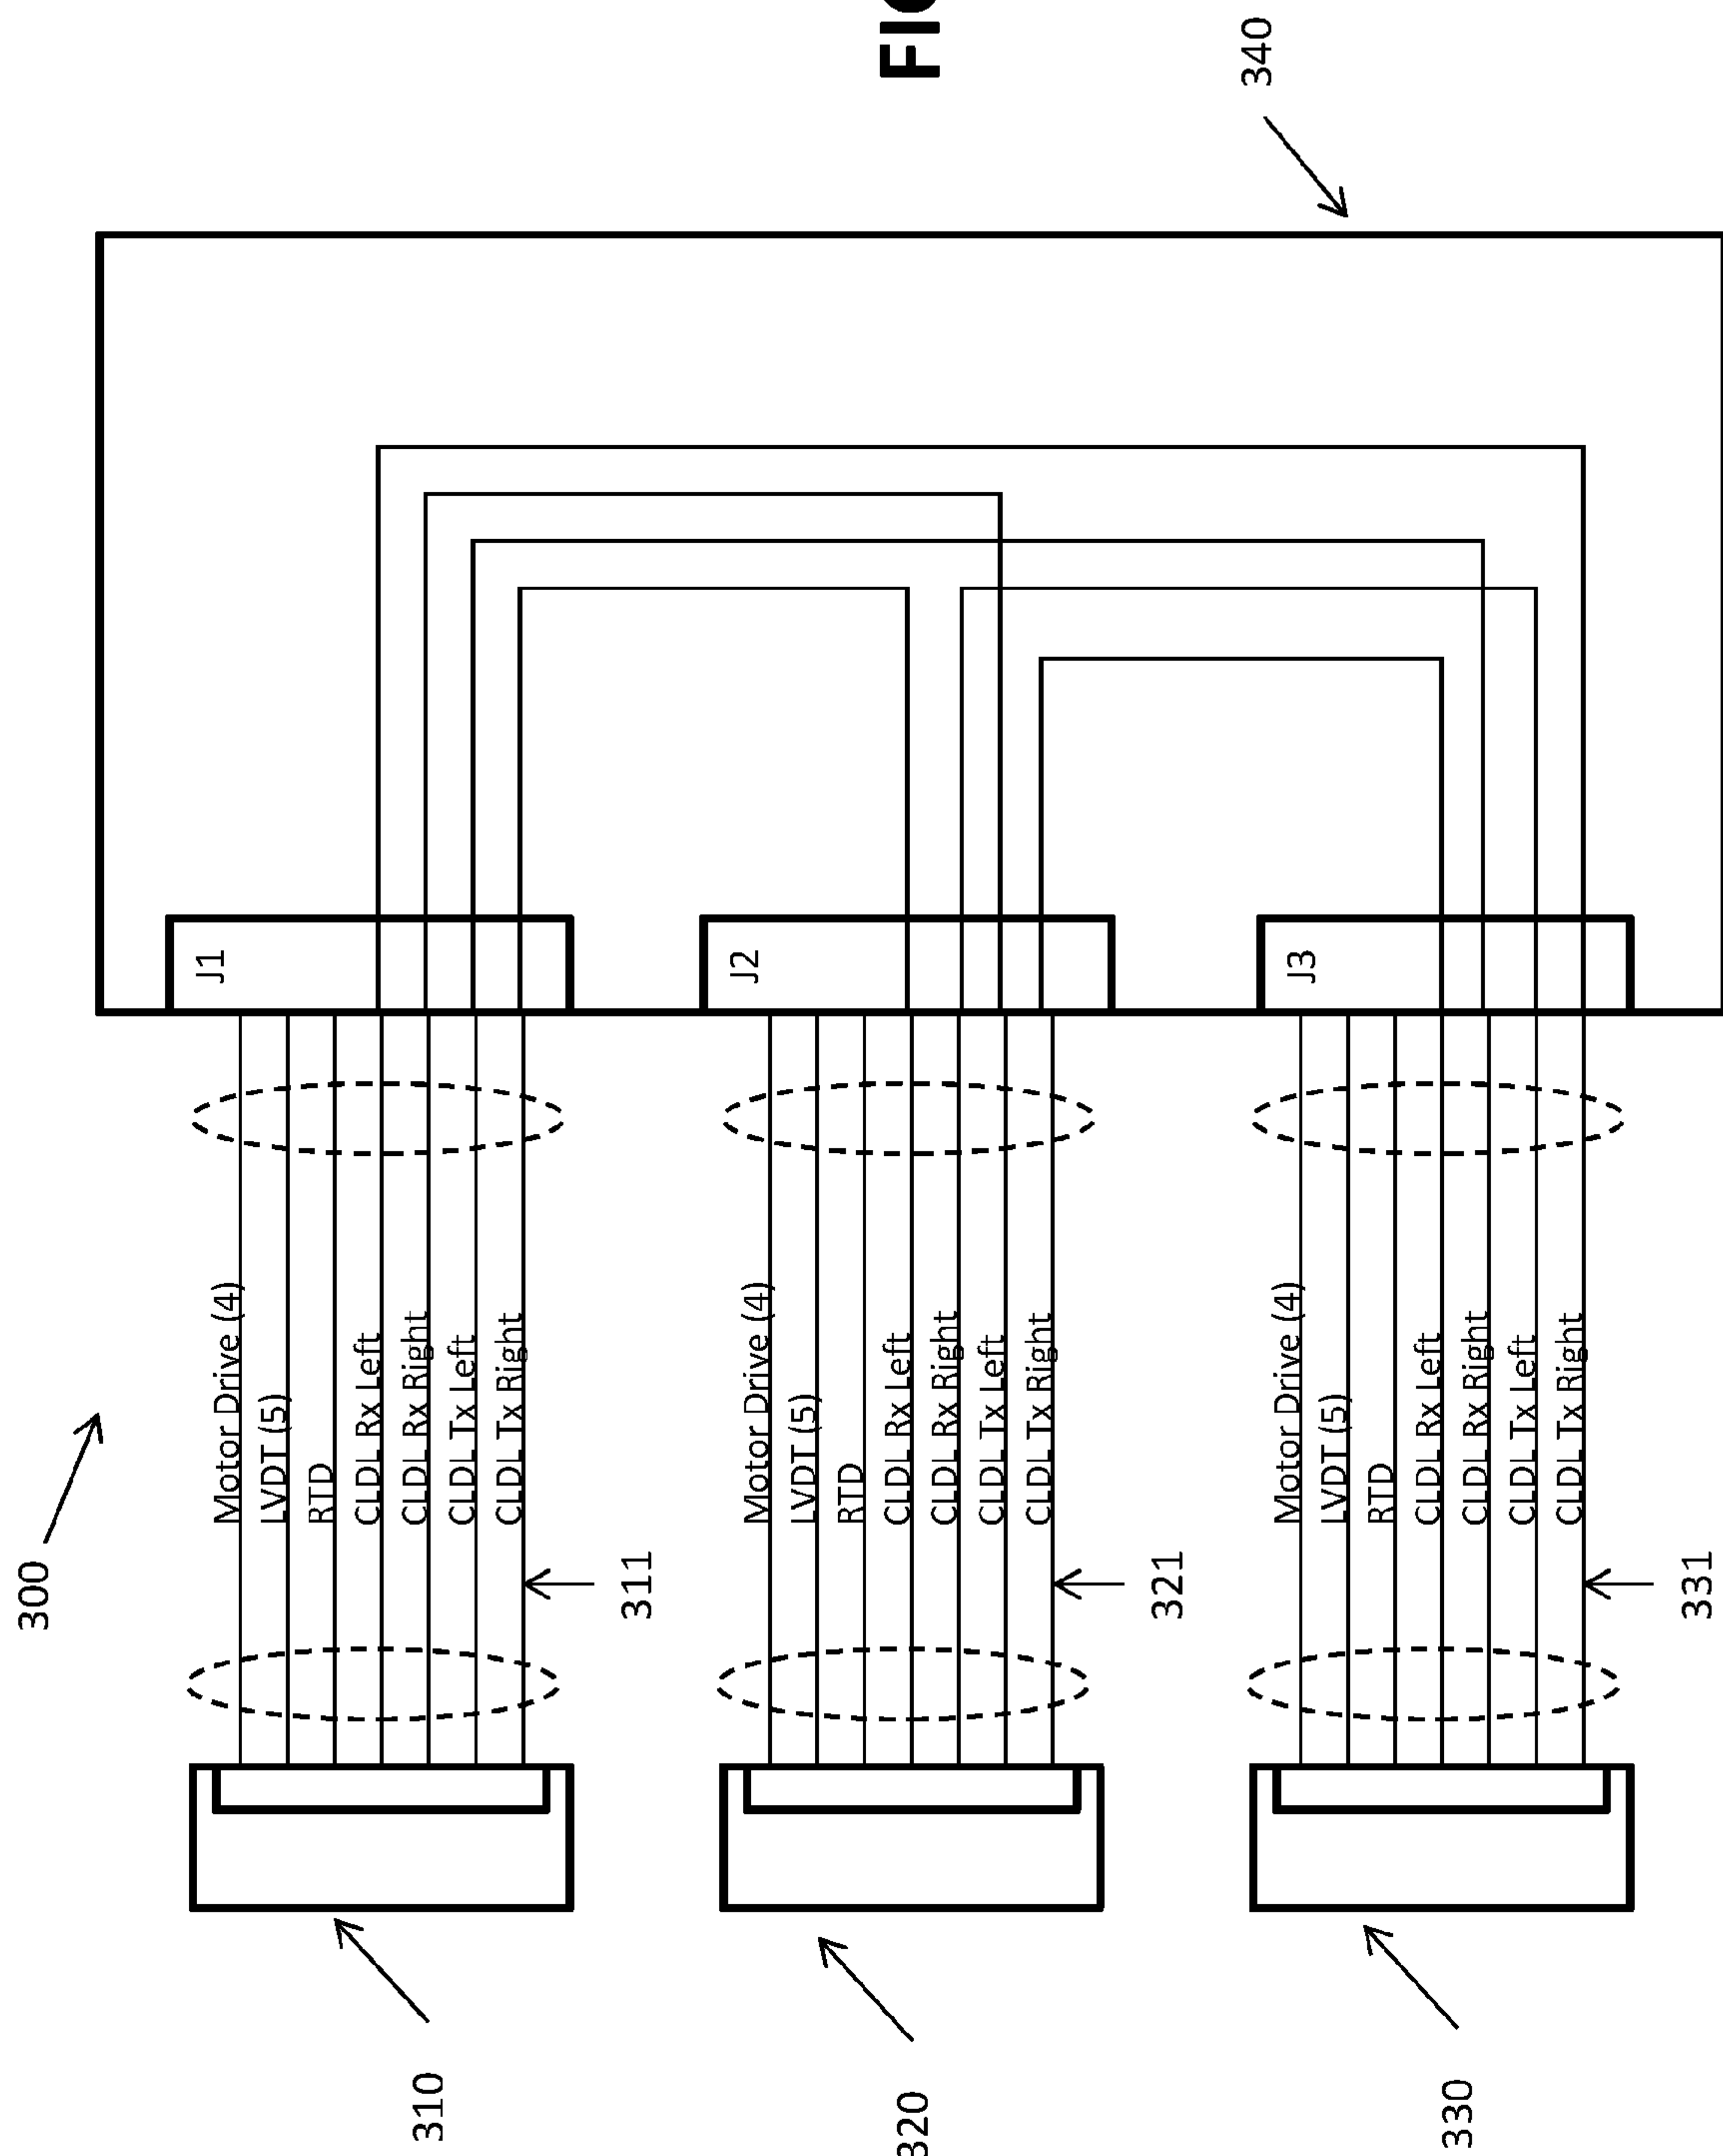 300
310
Motor Drive (4)
LVDT (5)
RTD
CLDL Rx Left
CLDL Rx Right
CLDL Tx Left
CLDL Tx Right
311
J1
320
Motor Drive (4)
LVDT (5)
RTD
CLDL Rx Left
CLDL Rx Right
CLDL Tx Left
CLDL Tx Right
321
J2
330
Motor Drive (4)
LVDT (5)
RTD
CLDL Rx Left
CLDL Rx Right
CLDL Tx Left
CLDL Tx Right
331
J3
340